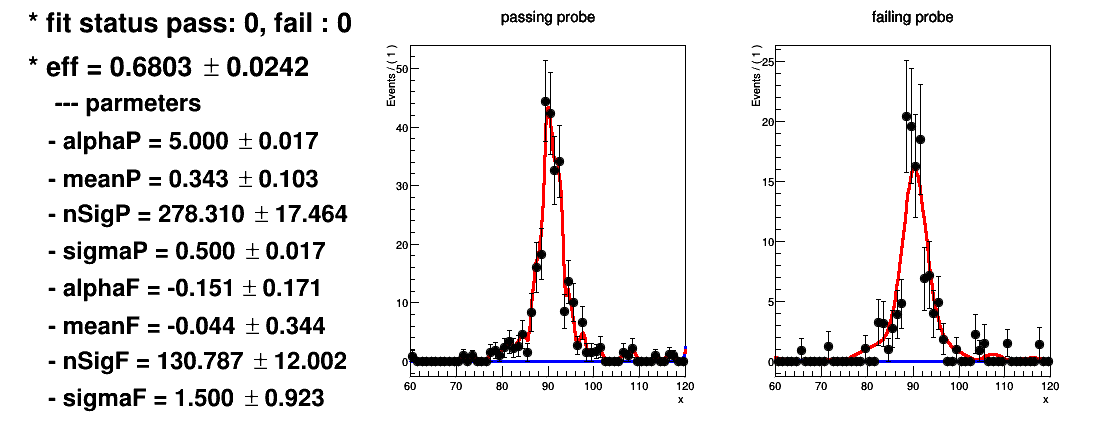 * fit status pass: 0, fail : 0
* eff = 0.6803 ± 0.0242
--- parmeters
- alphaP = 5.000 ± 0.017
- meanP = 0.343 ± 0.103
- nSigP = 278.310 ± 17.464
- sigmaP = 0.500 ± 0.017
- alphaF = -0.151 ± 0.171
- meanF = -0.044 ± 0.344
- nSigF = 130.787 ± 12.002
- sigmaF = 1.500 ± 0.923
passing probe
Events / ( 1 )
50
40
30
20
10
0
60 70 80 90 100 110 120
x
failing probe
Events / ( 1 )
25
20
15
10
5
0
60 70 80 90 100 110 120
x